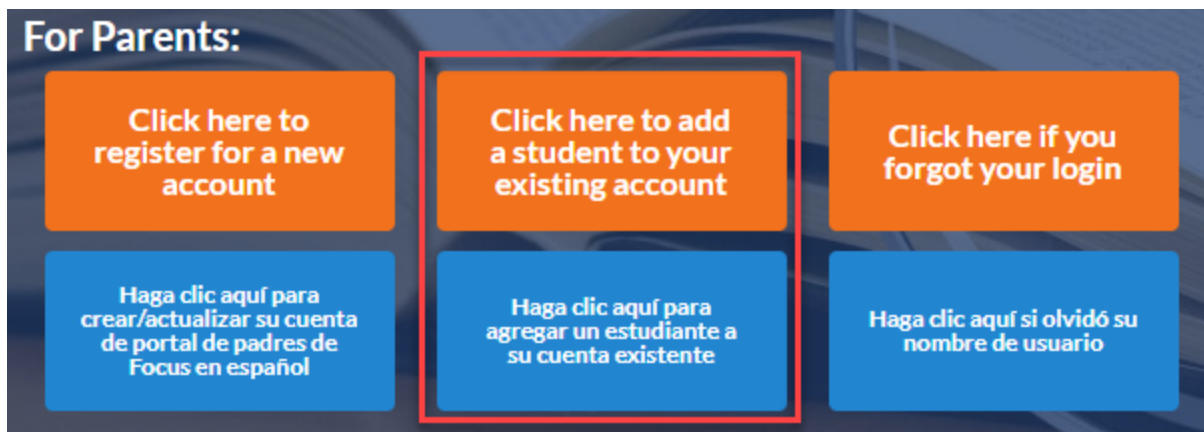 For Parents:
Click here to
register for a new
account
Click here to add
a student to your
existing account
Click here if you
forgot your login
Haga clic aquí para
crear/actualizar su cuenta
de portal de padres de
Focus en español
Haga clic aquí para
agregar un estudiante a
su cuenta existente
Haga clic aquí si olvidó su
nombre de usuario